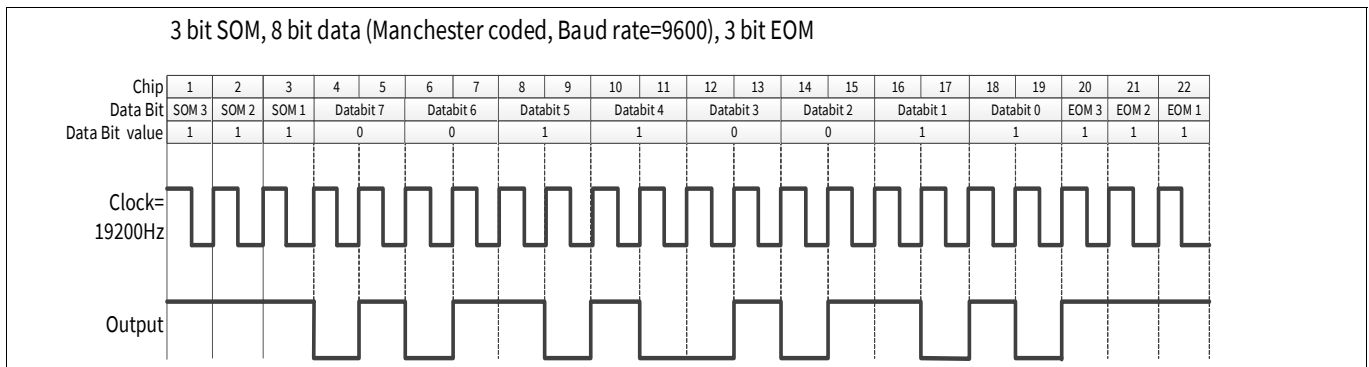 3 bit SOM, 8 bit data (Manchester coded, Baud rate=9600), 3 bit EOM
Chip 1 2 3 4 5 6 7 8 9 10 11 12 13 14 15 16 17 18 19 20 21 22
Data Bit SOM 3 SOM 2 SOM 1 Databit 7 Databit 6 Databit 5 Databit 4 Databit 3 Databit 2 Databit 1 Databit 0 EOM 3 EOM 2 EOM 1
Data Bit value 1 1 1 0 0 1 1 0 0 1 1 1 1 1
Clock=
19200Hz
Output